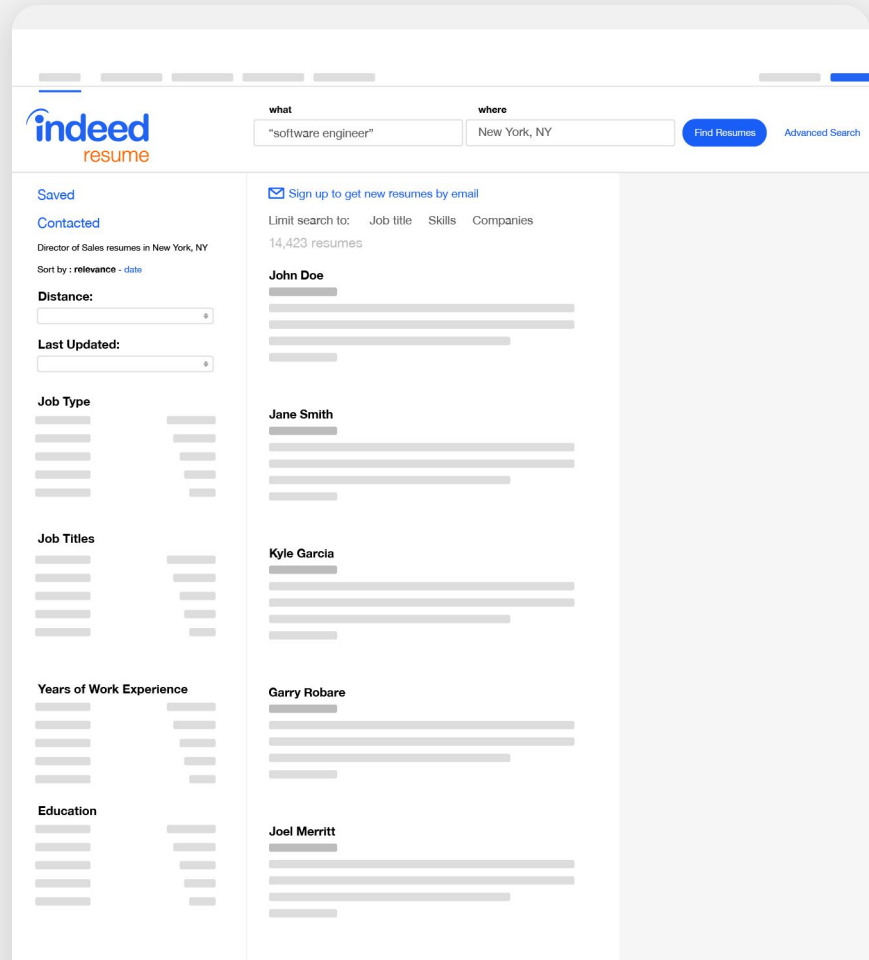 what
where
indeed
resume
"software engineer"
New York, NY
Find Resumes
Advanced Search
Saved
Contacted
Director of Sales resumes in New York, NY
Sort by : relevance - date
Distance:
Last Updated:
Job Type
Job Titles
Years of Work Experience
Education
Sign up to get new resumes by email
Limit search to: Job title Skills Companies
14,423 resumes
John Doe
Jane Smith
Kyle Garcia
Garry Robare
Joel Merritt